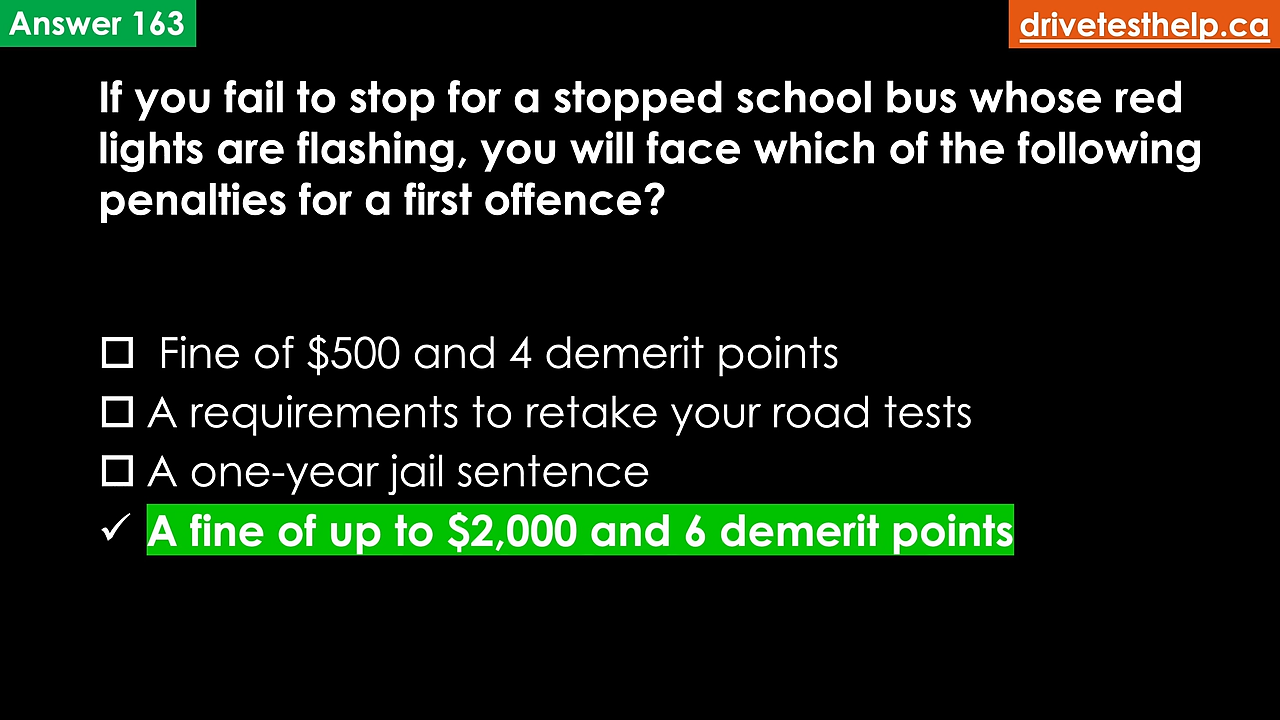 Answer 163
drivetesthelp.ca
If you fail to stop for a stopped school bus whose red
lights are flashing, you will face which of the following
penalties for a first offence?
Fine of $500 and 4 demerit points
A requirements to retake your road tests
A one-year jail sentence
✓ A fine of up to $2,000 and 6 demerit points